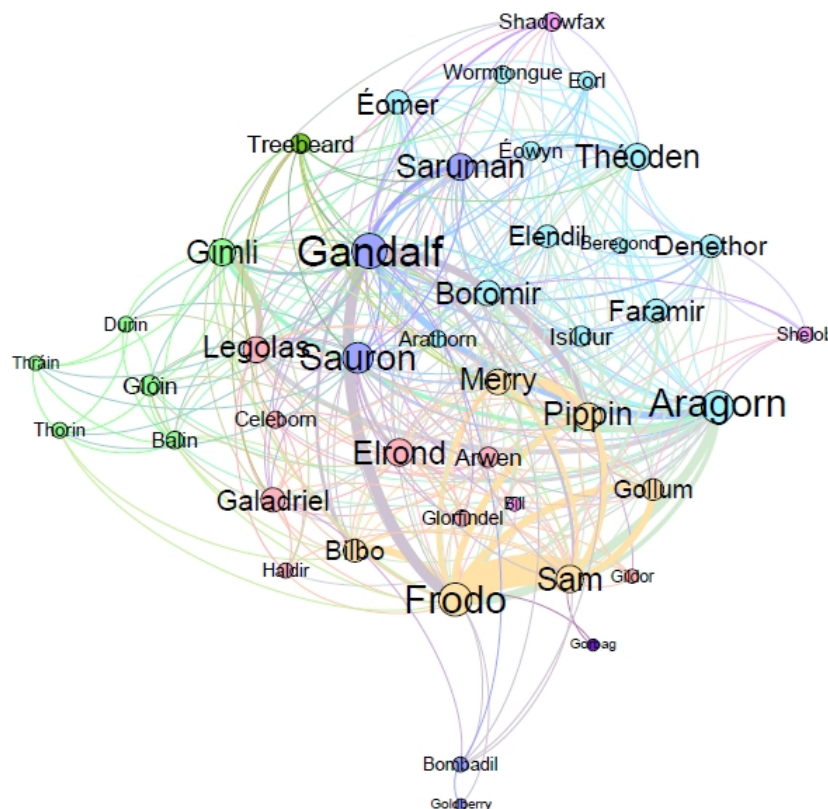 Shadowfax
Wormtongue
Eorl
Éomer
Treebeard
Éowyn
Théoden
Saruman
Gimli
Gandalf
Elendil
Beregond
Denethor
Boromir
Faramir
Durin
Legolas
Arathorn
Isildur
Shelob
Sauron
Thráin
Glóin
Merry
Pippin
Aragorn
Celeborn
Thorin
Balin
Elrond
Arwen
Galadriel
Gollum
Bill
Glorfindel
Bilbo
Haldir
Sam
Gildor
Frodo
Gorbag
Bombadil
Goldberry